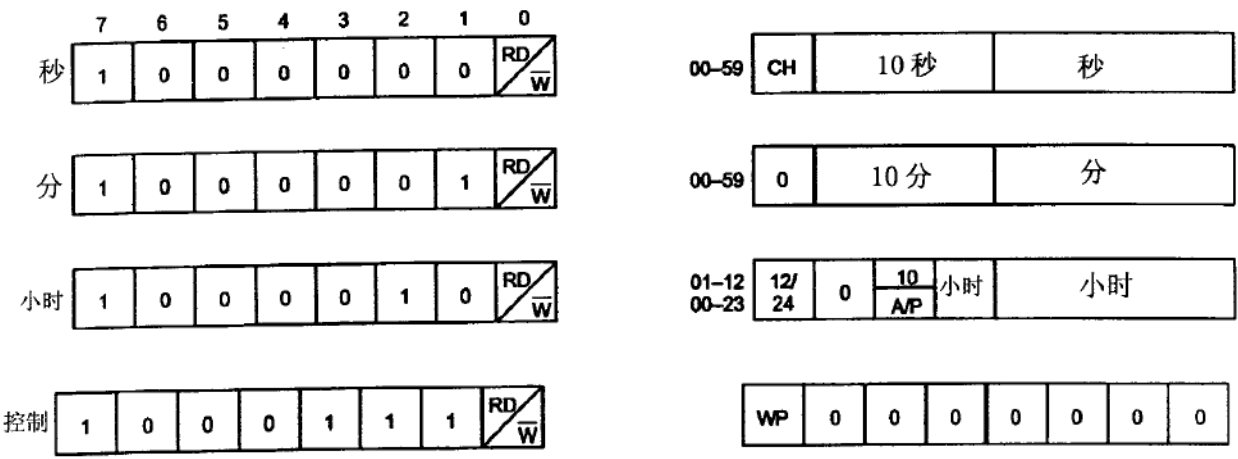 7 6 5 4 3 2 1 0
秒 1 0 0 0 0 0 0 RD/W̅ 00–59 CH 10秒 秒
分 1 0 0 0 0 0 1 RD/W̅ 00–59 0 10分 分
小时 1 0 0 0 0 1 0 RD/W̅ 01–12 00–23 12/24 0 10 A/P 小时 小时
控制 1 0 0 0 1 1 1 RD/W̅ WP 0 0 0 0 0 0 0